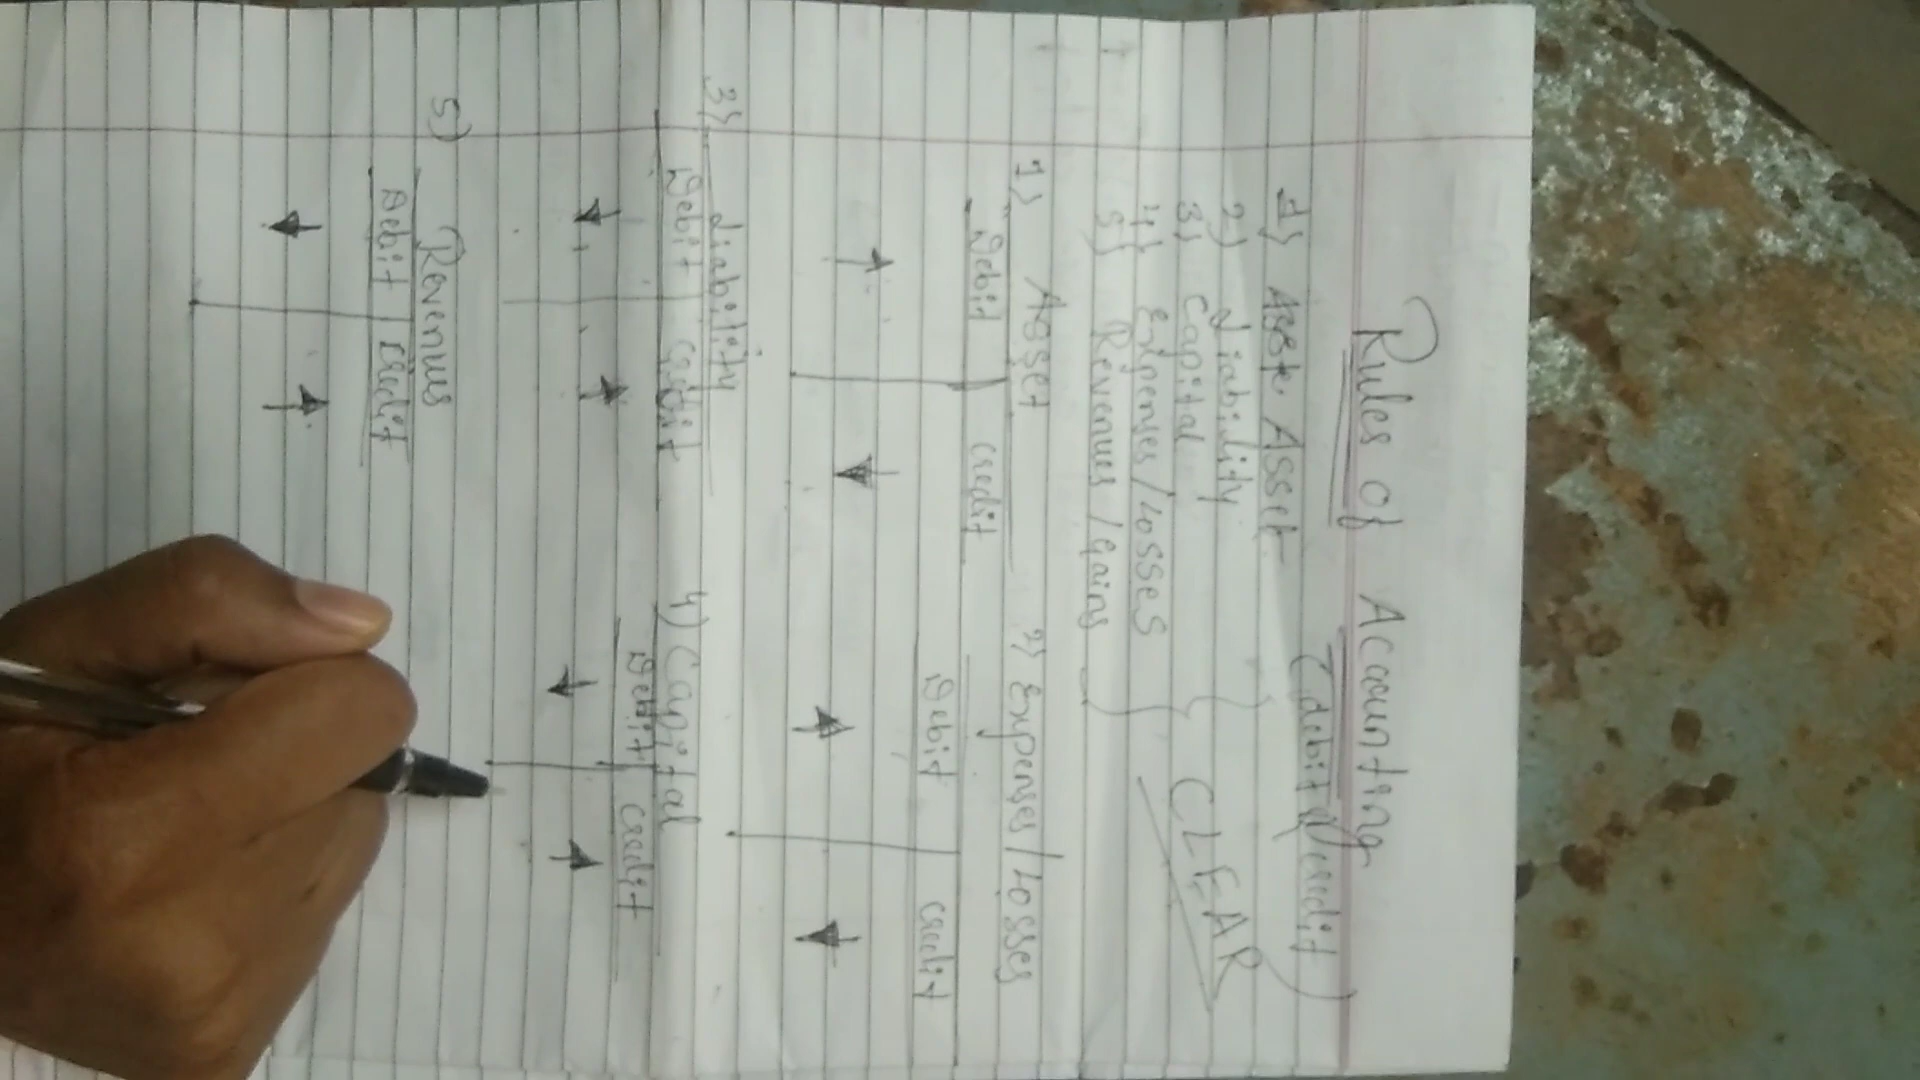 Rules of Accounting
(debit/credit)
1) Asste Asset
2) Liability
3) Capital
4) Expenses/Losses
5) Revenues/gains
CLEAR
1) Asset
Debit Credit
2) Expenses/Losses
Debit Credit
3) Liability
Debit Credit
4) Capital
Debit Credit
5) Revenues
Debit Credit